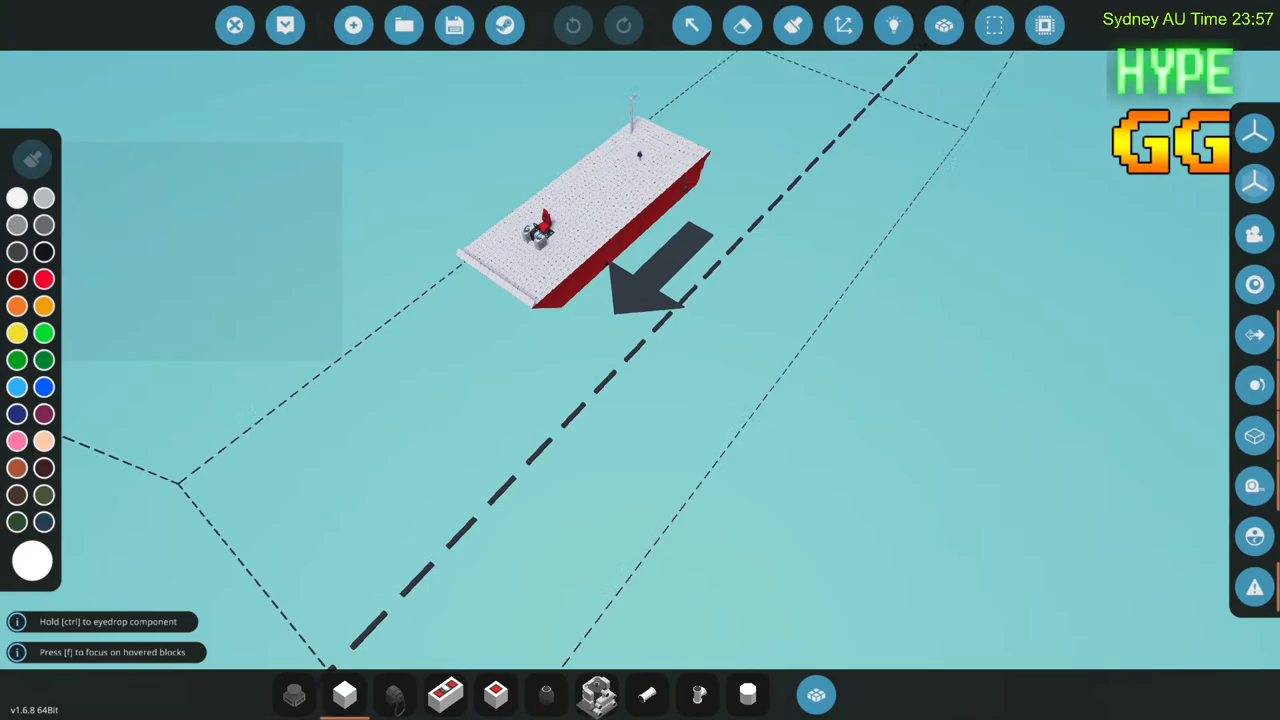 Sydney AU Time 23:57
HYPE
GG
Hold [ctrl] to eyedrop component
Press [f] to focus on hovered blocks
v1.6.8 64Bit